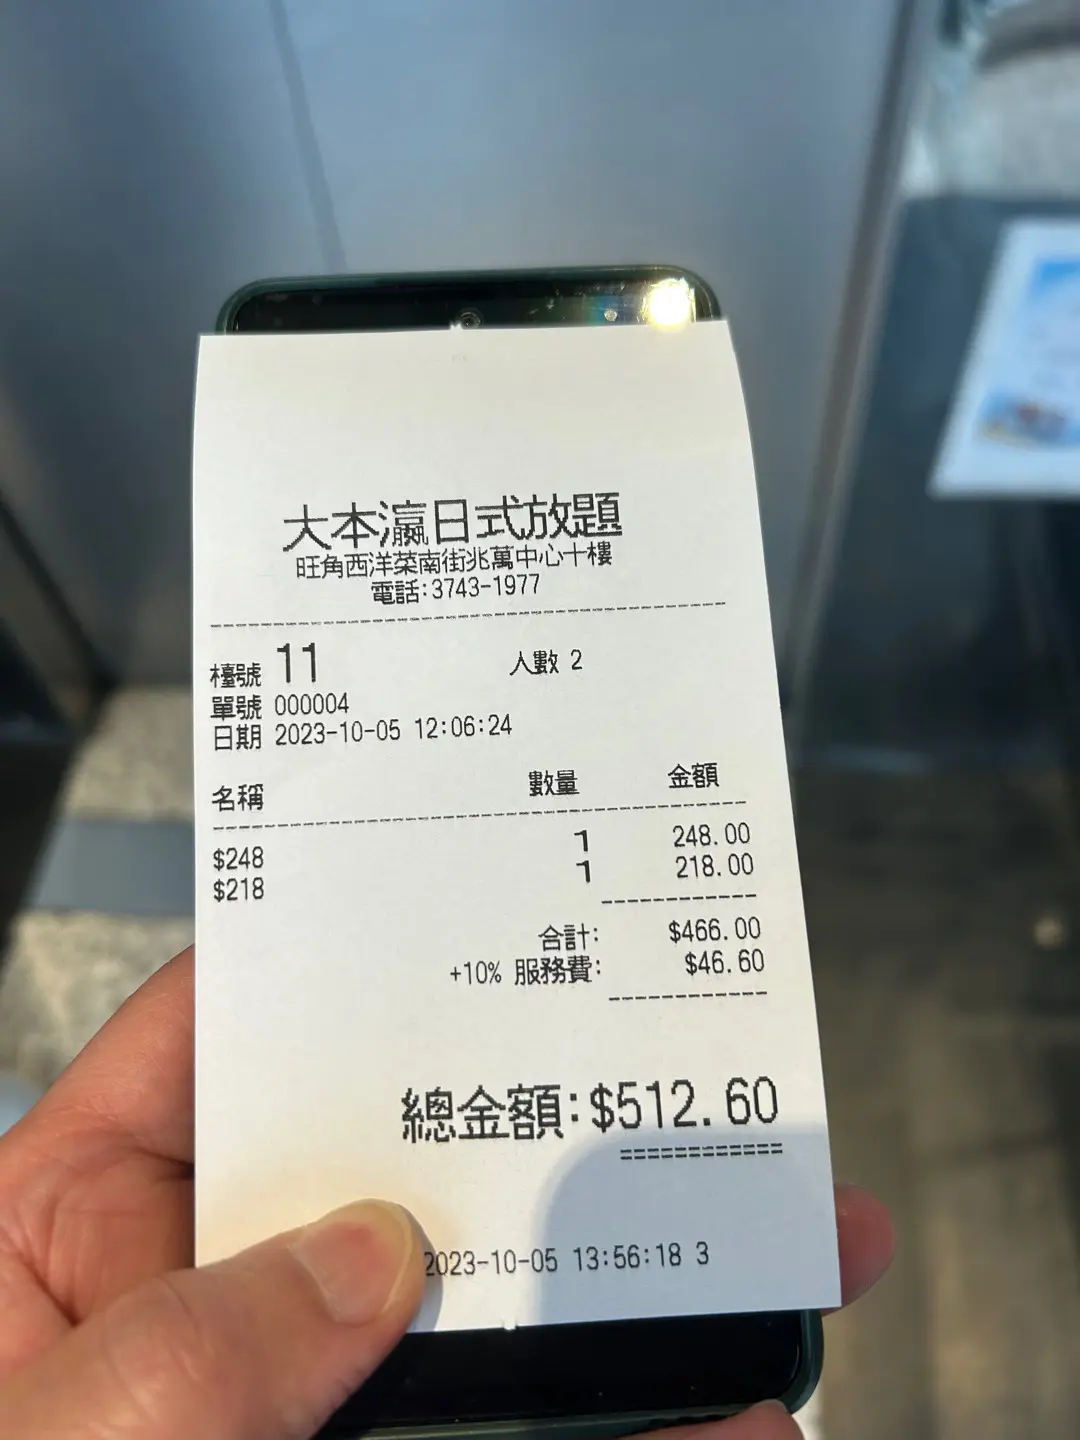 大本瀛日式放題
旺角西洋菜南街兆萬中心十樓
電話:3743-1977
檯號 11 人數 2
單號 000004
日期 2023-10-05 12:06:24
名稱 數量 金額
$248 1 248.00
$218 1 218.00
合計: $466.00
+10% 服務費: $46.60
總金額:$512.60
2023-10-05 13:56:18 3